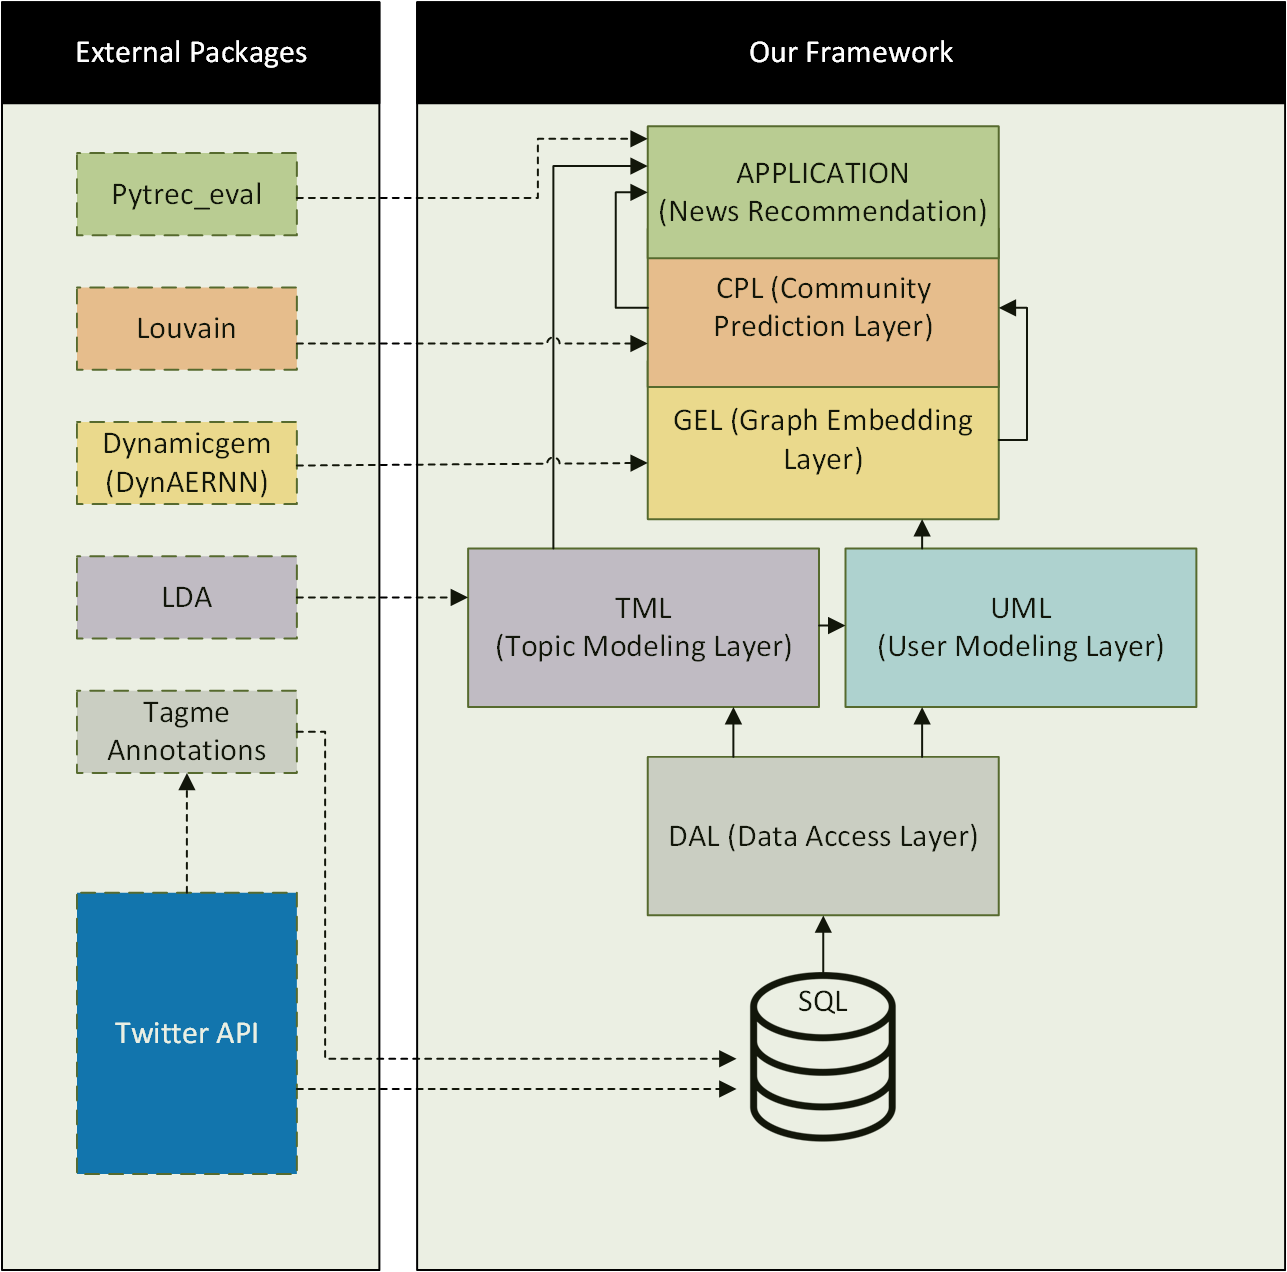 External Packages
Our Framework
Pytrec_eval
Louvain
Dynamicgem
(DynAERNN)
LDA
Tagme
Annotations
Twitter API
APPLICATION
(News Recommendation)
CPL (Community
Prediction Layer)
GEL (Graph Embedding
Layer)
TML
(Topic Modeling Layer)
UML
(User Modeling Layer)
DAL (Data Access Layer)
SQL